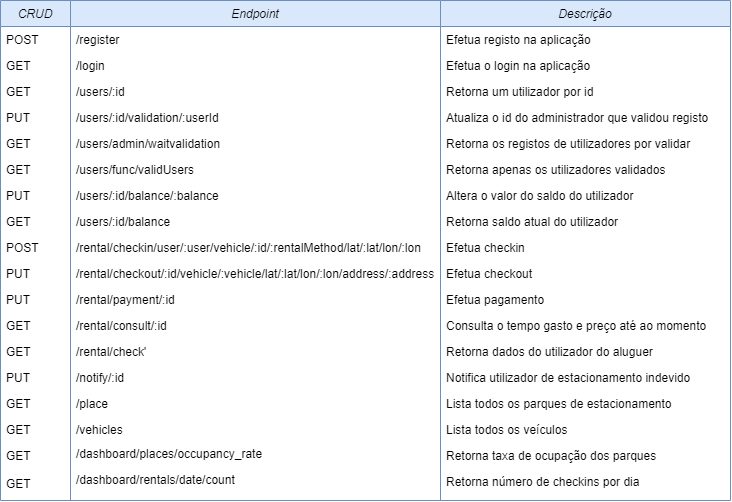 CRUD Endpoint Descrição
POST /register Efetua registo na aplicação
GET /login Efetua o login na aplicação
GET /users/:id Retorna um utilizador por id
PUT /users/:id/validation/:userId Atualiza o id do administrador que validou registo
GET /users/admin/waitvalidation Retorna os registos de utilizadores por validar
GET /users/func/validUsers Retorna apenas os utilizadores validados
PUT /users/:id/balance/:balance Altera o valor do saldo do utilizador
GET /users/:id/balance Retorna saldo atual do utilizador
POST /rental/checkin/user/:user/vehicle/:id/:rentalMethod/lat/:lat/lon/:lon Efetua checkin
PUT /rental/checkout/:id/vehicle/:vehicle/lat/:lat/lon/:lon/address/:address Efetua checkout
PUT /rental/payment/:id Efetua pagamento
GET /rental/consult/:id Consulta o tempo gasto e preço até ao momento
GET /rental/check' Retorna dados do utilizador do aluguer
PUT /notify/:id Notifica utilizador de estacionamento indevido
GET /place Lista todos os parques de estacionamento
GET /vehicles Lista todos os veículos
GET /dashboard/places/occupancy_rate Retorna taxa de ocupação dos parques
GET /dashboard/rentals/date/count Retorna número de checkins por dia